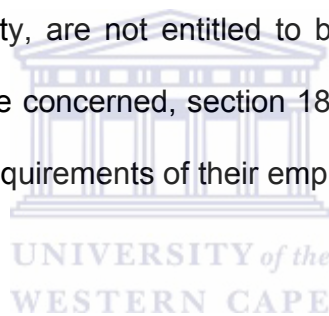 ty, are not entitled to b
e concerned, section 18
quirements of their emp
UNIVERSITY of the
WESTERN CAPE